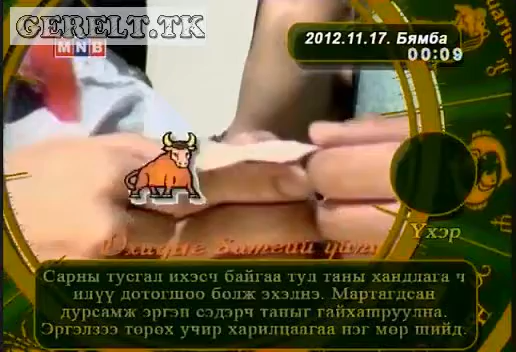 GERELT.TK
MNB
2012.11.17. Бямба
00:09
Үхэр
Сарны тусгал ихэсч байгаа тул таны хандлага ч
илүү дотогшоо болж эхэлнэ. Мартагдсан
дурсамж эргэн сэдэрч таныг гайхашруулна.
Эргэлзээ төрөх учир харилцаагаа нэг мөр шийд.